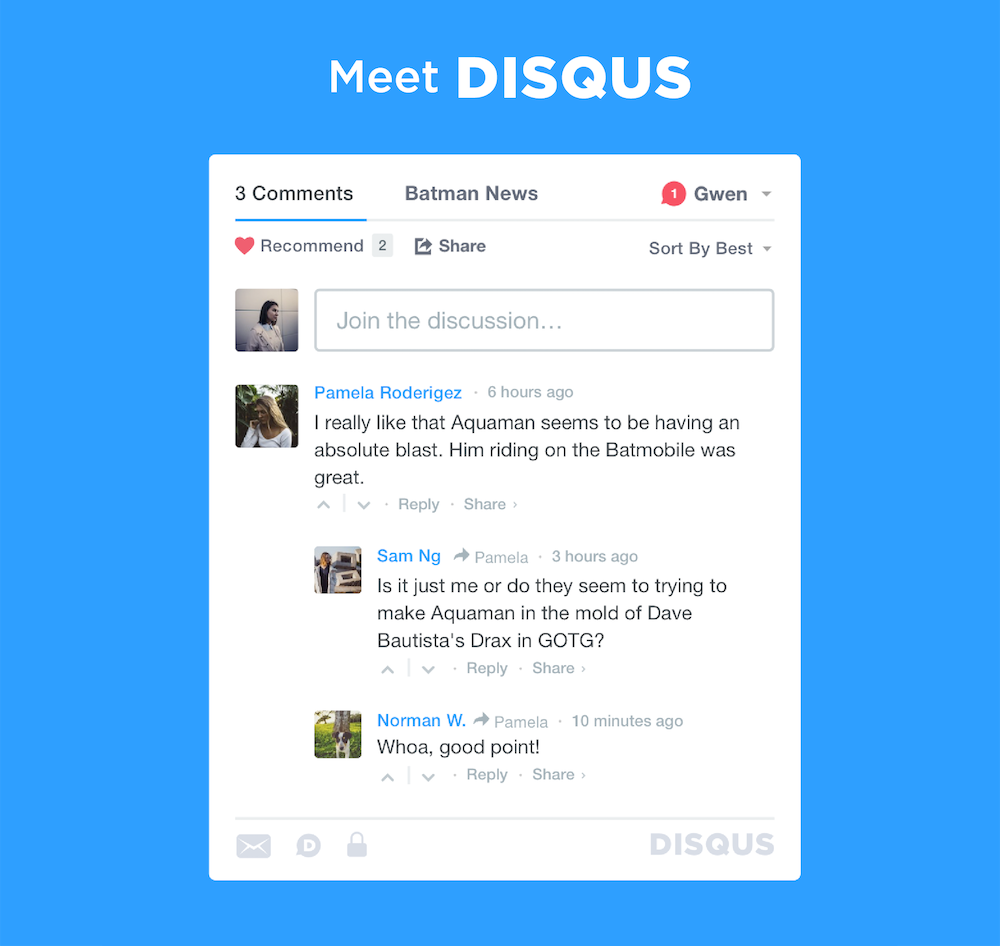 Meet DISQUS
3 Comments Batman News 1 Gwen
Recommend 2 Share Sort By Best
Join the discussion...
Pamela Roderigez · 6 hours ago
I really like that Aquaman seems to be having an
absolute blast. Him riding on the Batmobile was
great.
· Reply · Share ›
Sam Ng Pamela · 3 hours ago
Is it just me or do they seem to trying to
make Aquaman in the mold of Dave
Bautista's Drax in GOTG?
· Reply · Share ›
Norman W. Pamela · 10 minutes ago
Whoa, good point!
· Reply · Share ›
D DISQUS